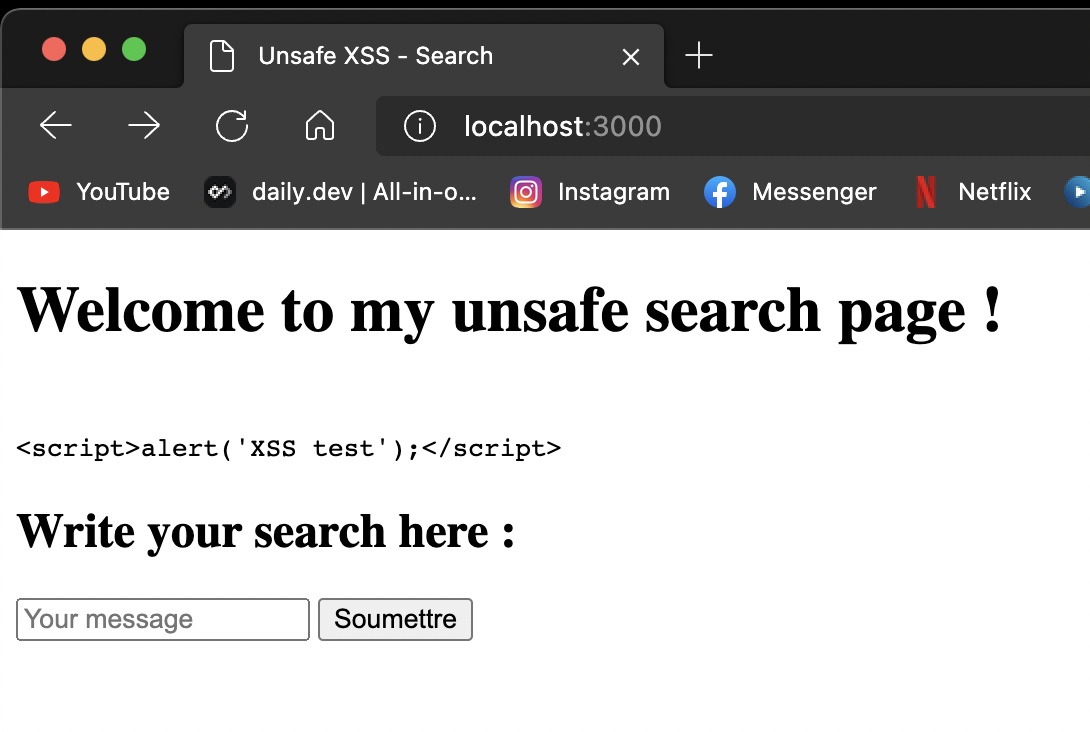 Unsafe XSS - Search
localhost:3000
YouTube daily.dev | All-in-o... Instagram Messenger Netflix
Welcome to my unsafe search page !
<script>alert('XSS test');</script>
Write your search here :
Your message Soumettre